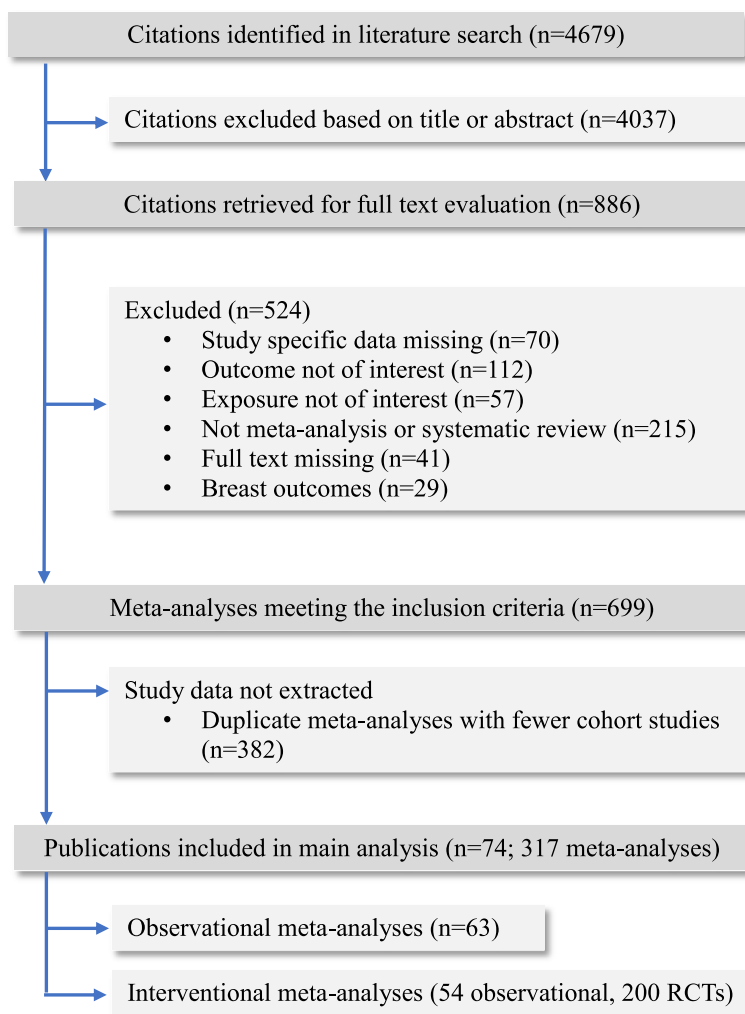 Citations identified in literature search (n=4679)
Citations excluded based on title or abstract (n=4037)
Citations retrieved for full text evaluation (n=886)
Excluded (n=524)
• Study specific data missing (n=70)
• Outcome not of interest (n=112)
• Exposure not of interest (n=57)
• Not meta-analysis or systematic review (n=215)
• Full text missing (n=41)
• Breast outcomes (n=29)
Meta-analyses meeting the inclusion criteria (n=699)
Study data not extracted
• Duplicate meta-analyses with fewer cohort studies
(n=382)
Publications included in main analysis (n=74; 317 meta-analyses)
Observational meta-analyses (n=63)
Interventional meta-analyses (54 observational, 200 RCTs)